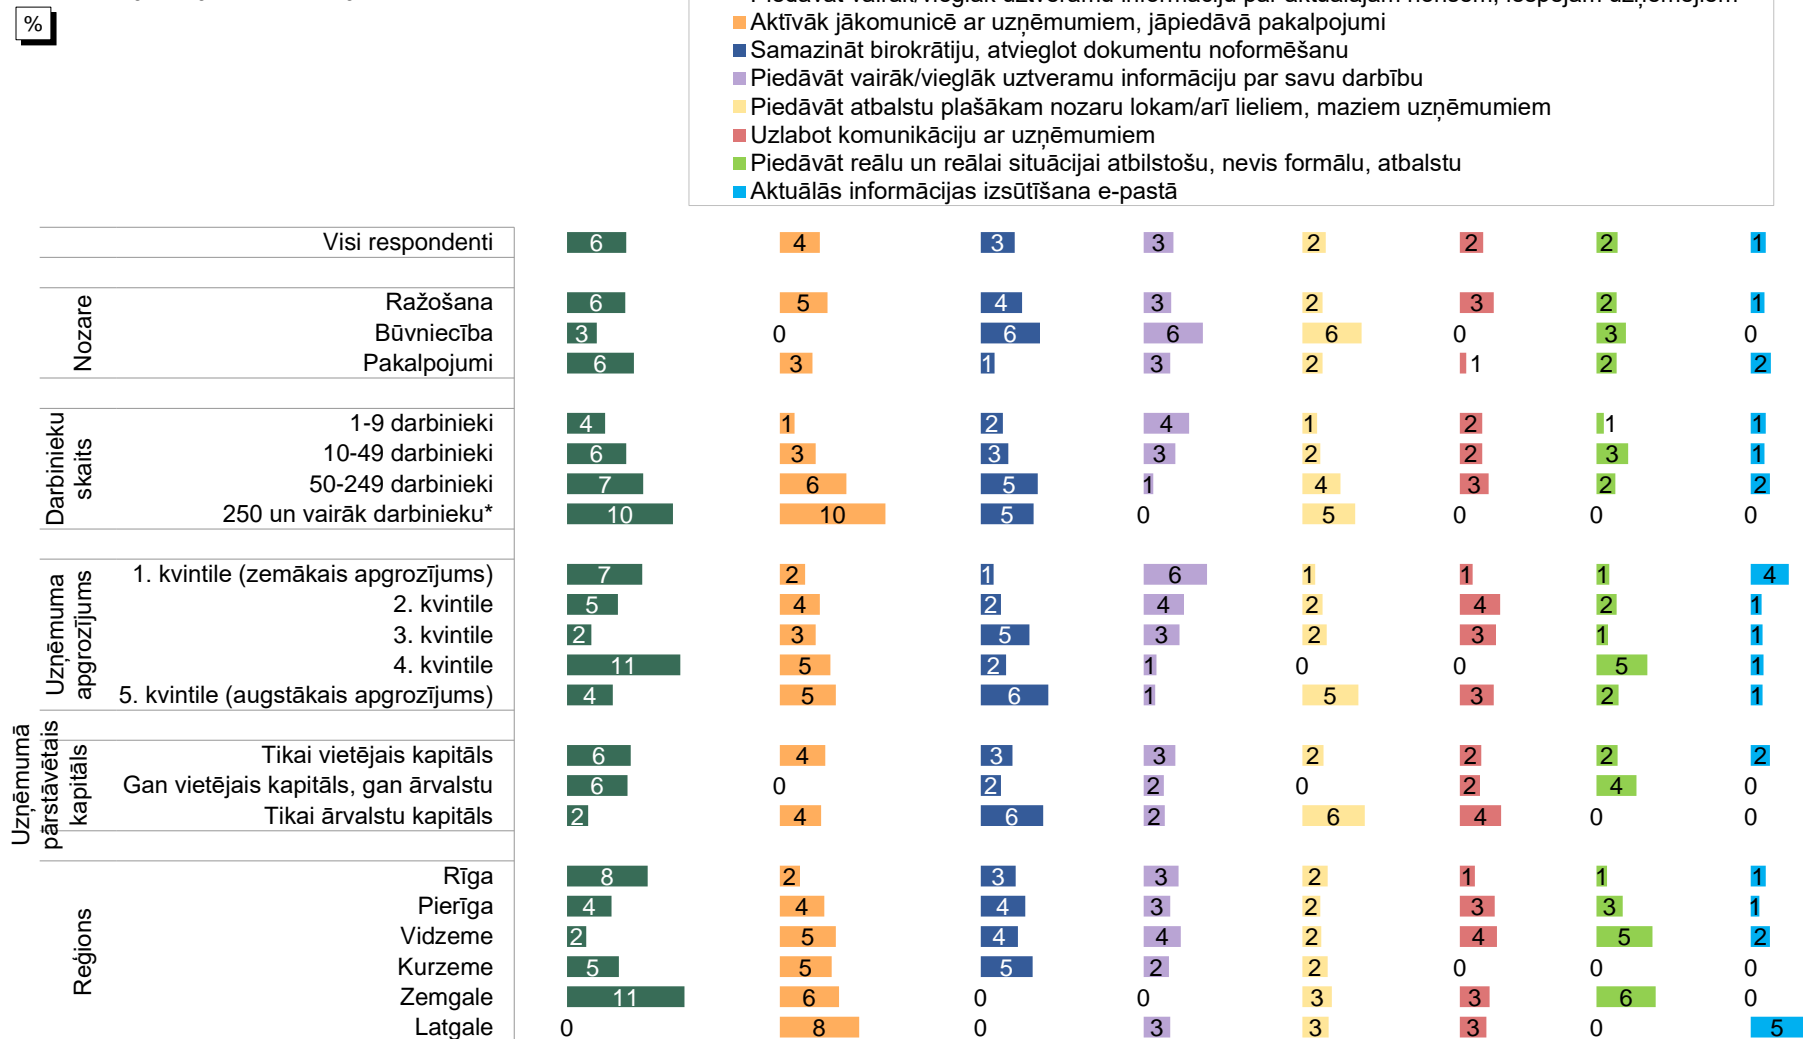 %
Aktīvāk jākomunicē ar uzņēmumiem, jāpiedāvā pakalpojumi
Samazināt birokrātiju, atvieglot dokumentu noformēšanu
Piedāvāt vairāk/vieglāk uztveramu informāciju par savu darbību
Piedāvāt atbalstu plašākam nozaru lokam/arī lieliem, maziem uzņēmumiem
Uzlabot komunikāciju ar uzņēmumiem
Piedāvāt reālu un reālai situācijai atbilstošu, nevis formālu, atbalstu
Aktuālās informācijas izsūtīšana e-pastā
Visi respondenti 6 4 3 3 2 2 2 1
Nozare
Ražošana 6 5 4 3 2 3 2 1
Būvniecība 3 0 6 6 6 0 3 0
Pakalpojumi 6 3 1 3 2 1 2 2
Darbinieku
skaits
1-9 darbinieki 4 1 2 4 1 2 1 1
10-49 darbinieki 6 3 3 3 2 2 3 1
50-249 darbinieki 7 6 5 1 4 3 2 2
250 un vairāk darbinieku* 10 10 5 0 5 0 0 0
Uzņēmuma
apgrozījums
1. kvintile (zemākais apgrozījums) 7 2 1 6 1 1 1 4
2. kvintile 5 4 2 4 2 4 2 1
3. kvintile 2 3 5 3 2 3 1 1
4. kvintile 11 5 2 1 0 0 5 1
5. kvintile (augstākais apgrozījums) 4 5 6 1 5 3 2 1
Uzņēmumā
pārstāvētais
kapitāls
Tikai vietējais kapitāls 6 4 3 3 2 2 2 2
Gan vietējais kapitāls, gan ārvalstu 6 0 2 2 0 2 4 0
Tikai ārvalstu kapitāls 2 4 6 2 6 4 0 0
Reģions
Rīga 8 2 3 3 2 1 1 1
Pierīga 4 4 4 3 2 3 3 1
Vidzeme 2 5 4 4 2 4 5 2
Kurzeme 5 5 5 2 2 0 0 0
Zemgale 11 6 0 0 3 3 6 0
Latgale 0 8 0 3 3 3 0 5